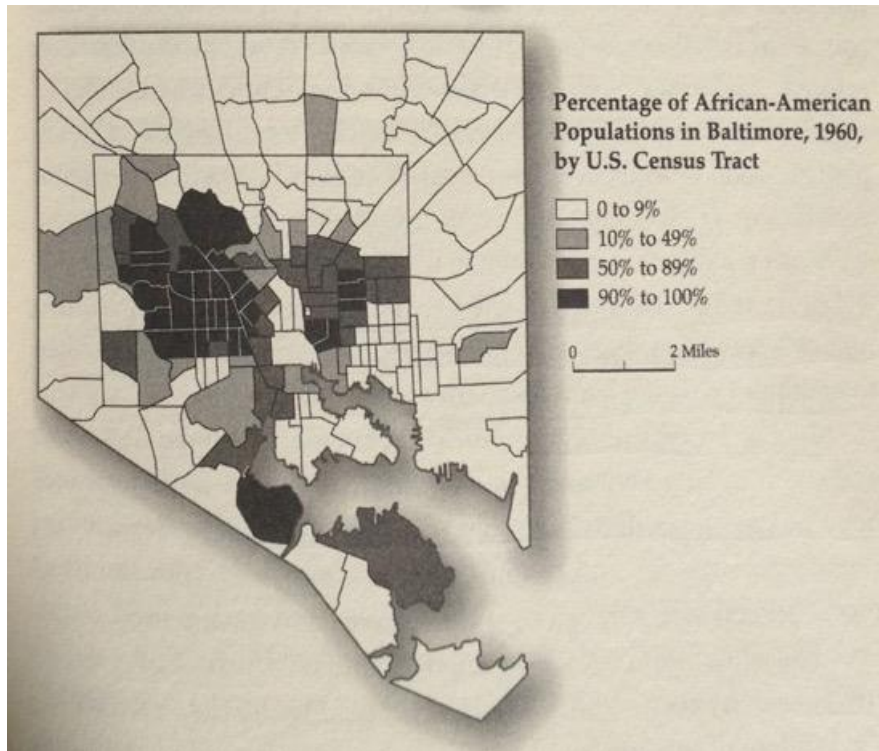 Percentage of African-American
Populations in Baltimore, 1960,
by U.S. Census Tract
0 to 9%
10% to 49%
50% to 89%
90% to 100%
0 2 Miles